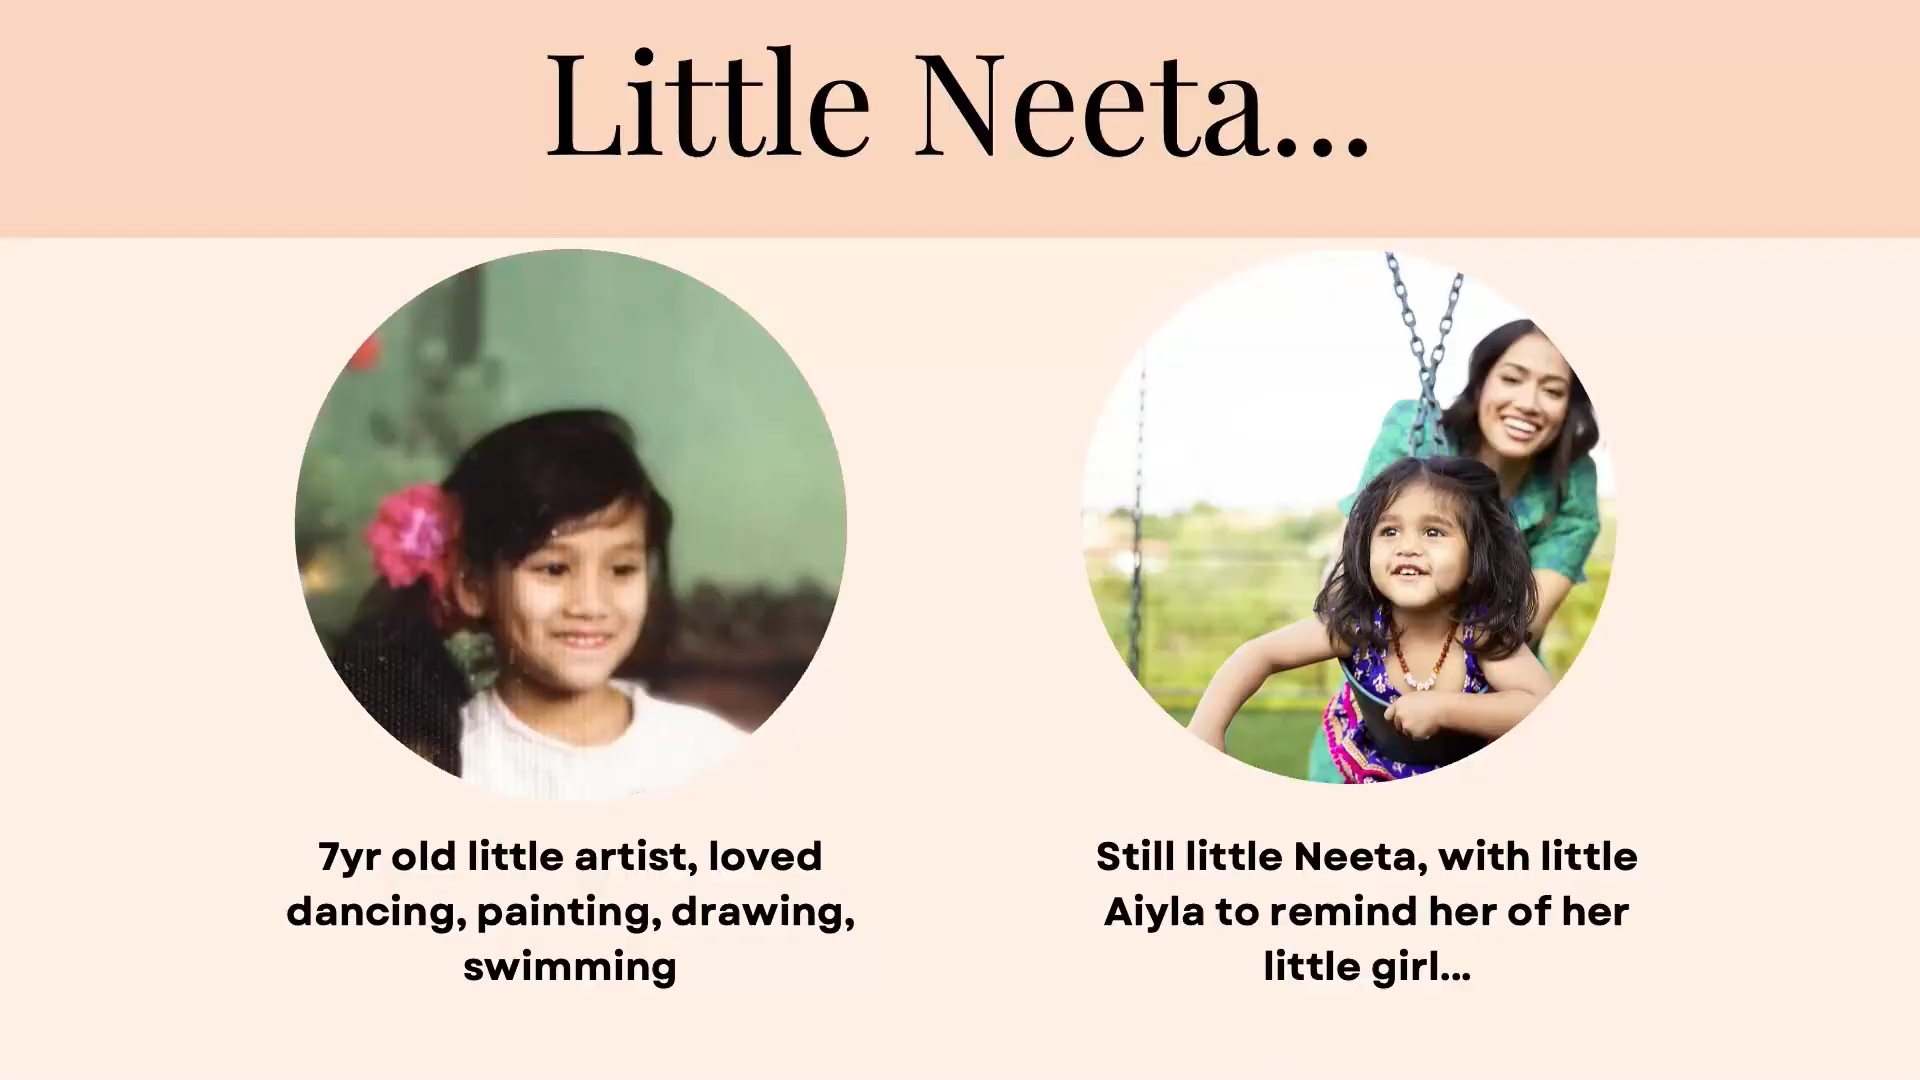 Little Neeta...
7yr old little artist, loved
dancing, painting, drawing,
swimming
Still little Neeta, with little
Aiyla to remind her of her
little girl...